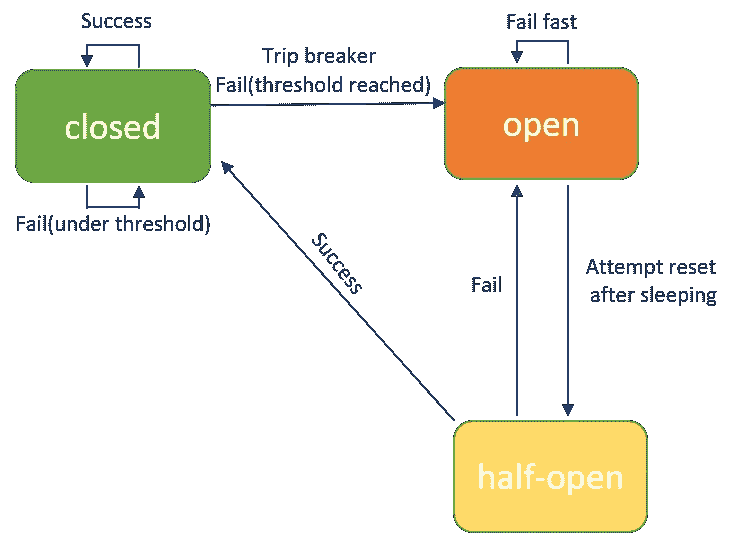 Success
Fail fast
Trip breaker
Fail(threshold reached)
closed
open
Fail(under threshold)
Success
Fail
Attempt reset
after sleeping
half-open